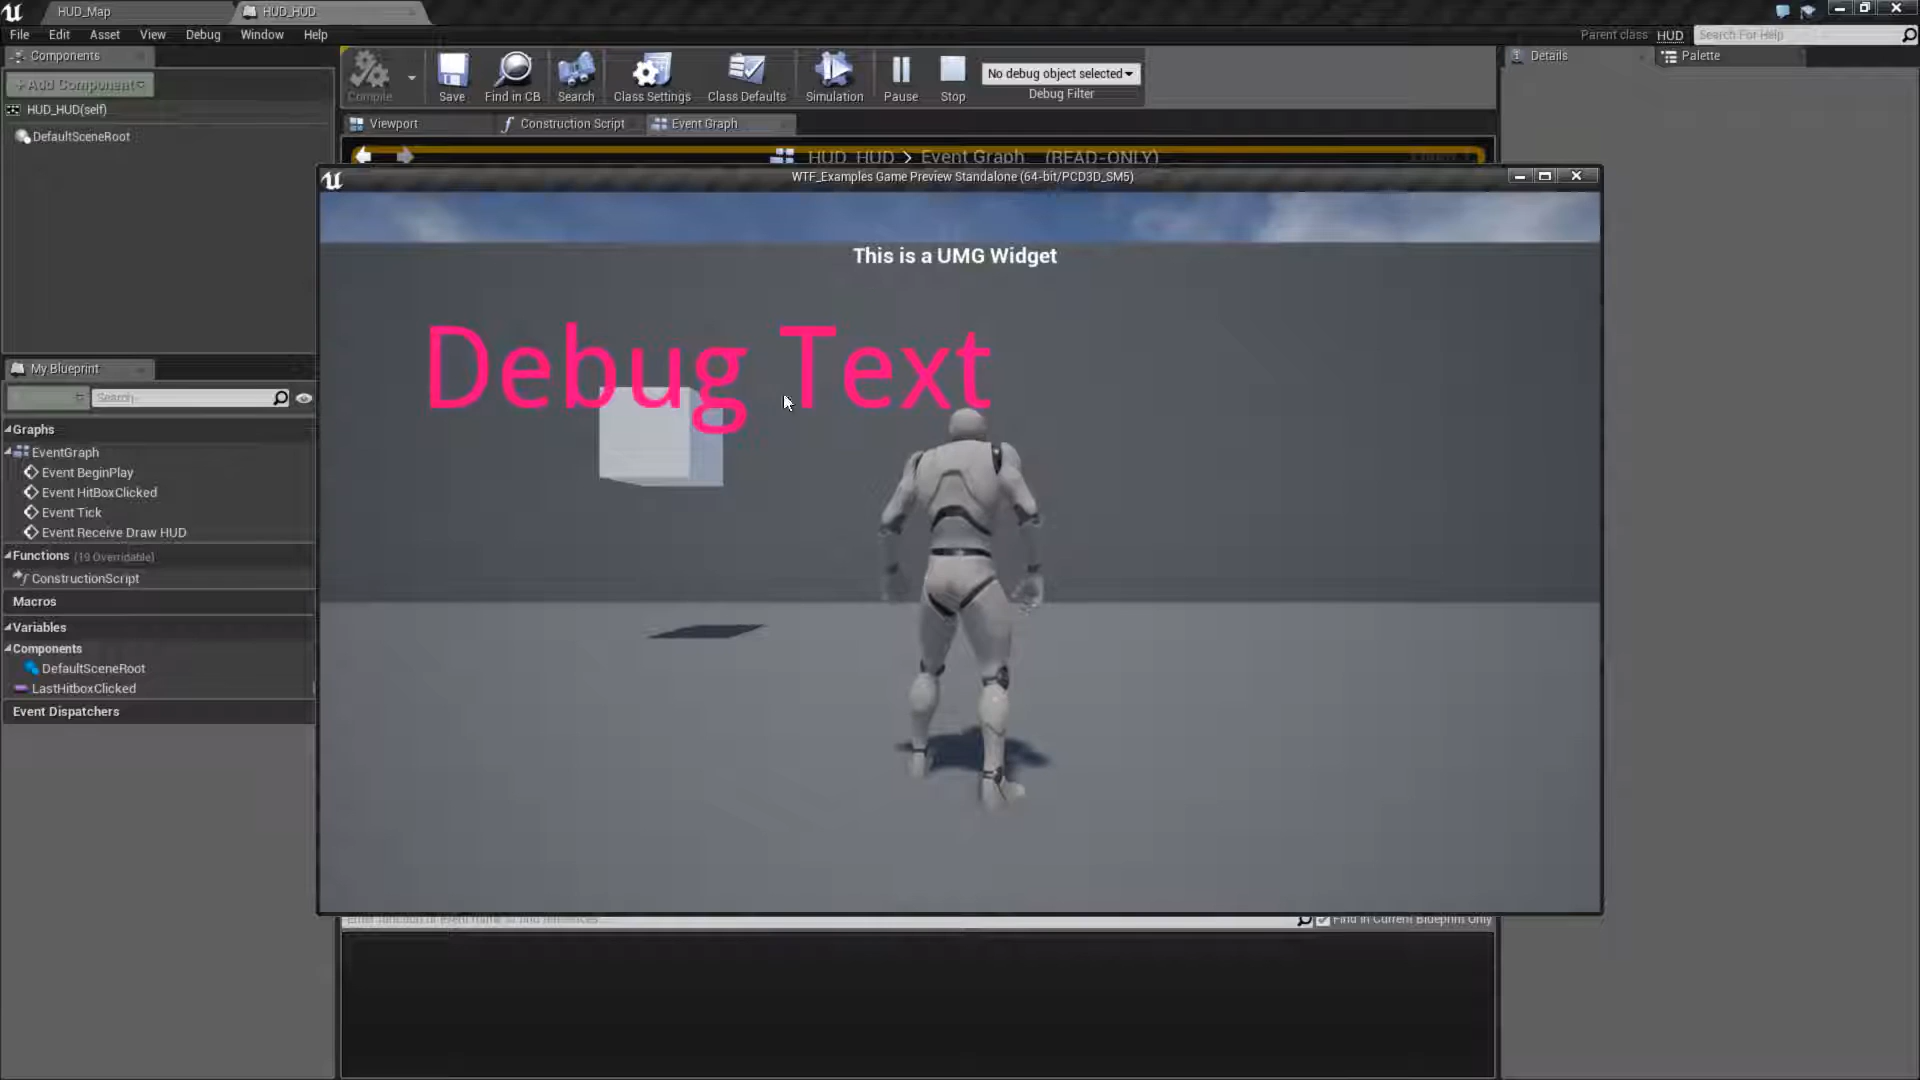 HUD_Map
HUD_HUD
File Edit Asset View Debug Window Help
Parent class HUD Search For Help
Components
+Add Component
HUD_HUD(self)
DefaultSceneRoot
Compile
Save
Find in CB
Search
Class Settings
Class Defaults
Simulation
Pause
Stop
No debug object selected
Debug Filter
Details
Palette
Viewport
Construction Script
Event Graph
HUD_HUD > Event Graph (READ-ONLY)
WTF_Examples Game Preview Standalone (64-bit/PCD3D_SM5)
This is a UMG Widget
Debug Text
My Blueprint
Search
Graphs
EventGraph
Event BeginPlay
Event HitBoxClicked
Event Tick
Event Receive Draw HUD
Functions (19 Overridable)
ConstructionScript
Macros
Variables
Components
DefaultSceneRoot
LastHitboxClicked
Event Dispatchers
Find in Current Blueprint Only